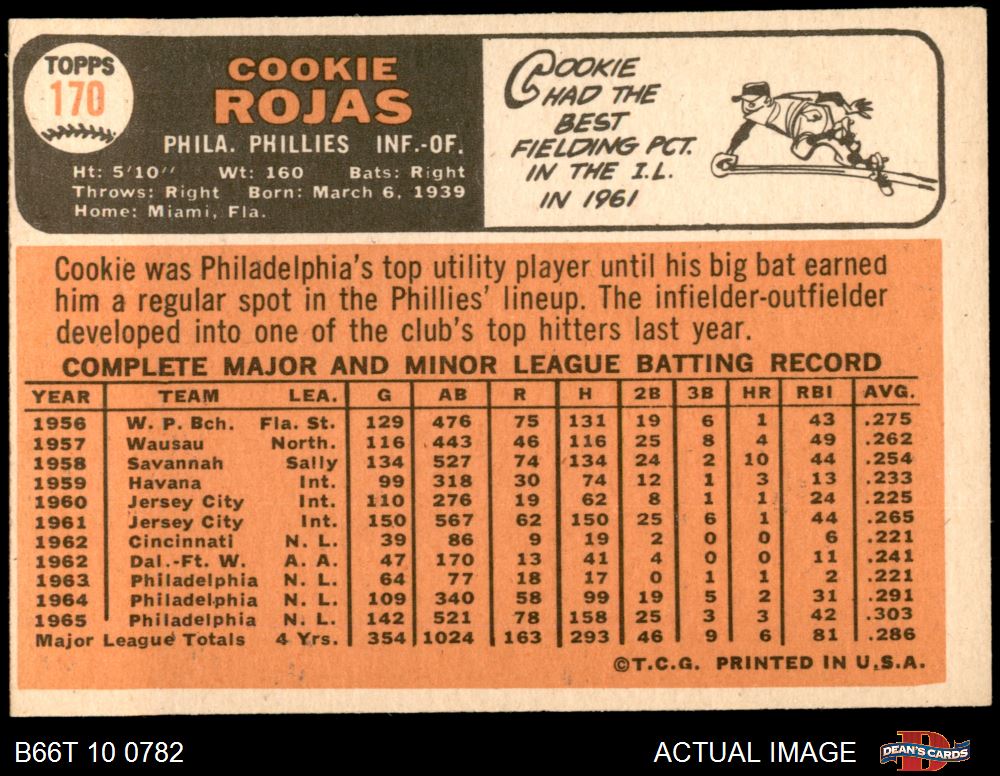 TOPPS
170
COOKIE
ROJAS
PHILA. PHILLIES INF.-OF.
Ht: 5'10" Wt: 160 Bats: Right
Throws: Right Born: March 6, 1939
Home: Miami, Fla.
COOKIE
HAD THE
BEST
FIELDING PCT.
IN THE I.L.
IN 1961
Cookie was Philadelphia's top utility player until his big bat earned
him a regular spot in the Phillies' lineup. The infielder-outfielder
developed into one of the club's top hitters last year.
COMPLETE MAJOR AND MINOR LEAGUE BATTING RECORD
YEAR TEAM LEA. G AB R H 2B 3B HR RBI AVG.
1956 W. P. Bch. Fla. St. 129 476 75 131 19 6 1 43 .275
1957 Wausau North. 116 443 46 116 25 8 4 49 .262
1958 Savannah Sally 134 527 74 134 24 2 10 44 .254
1959 Havana Int. 99 318 30 74 12 1 3 13 .233
1960 Jersey City Int. 110 276 19 62 8 1 1 24 .225
1961 Jersey City Int. 150 567 62 150 25 6 1 44 .265
1962 Cincinnati N. L. 39 86 9 19 2 0 0 6 .221
1962 Dal.-Ft. W. A. A. 47 170 13 41 4 0 0 11 .241
1963 Philadelphia N. L. 64 77 18 17 0 1 1 2 .221
1964 Philadelphia N. L. 109 340 58 99 19 5 2 31 .291
1965 Philadelphia N. L. 142 521 78 158 25 3 3 42 .303
Major League Totals 4 Yrs. 354 1024 163 293 46 9 6 81 .286
©T.C.G. PRINTED IN U.S.A.
B66T 10 0782 ACTUAL IMAGE DEAN'S CARDS